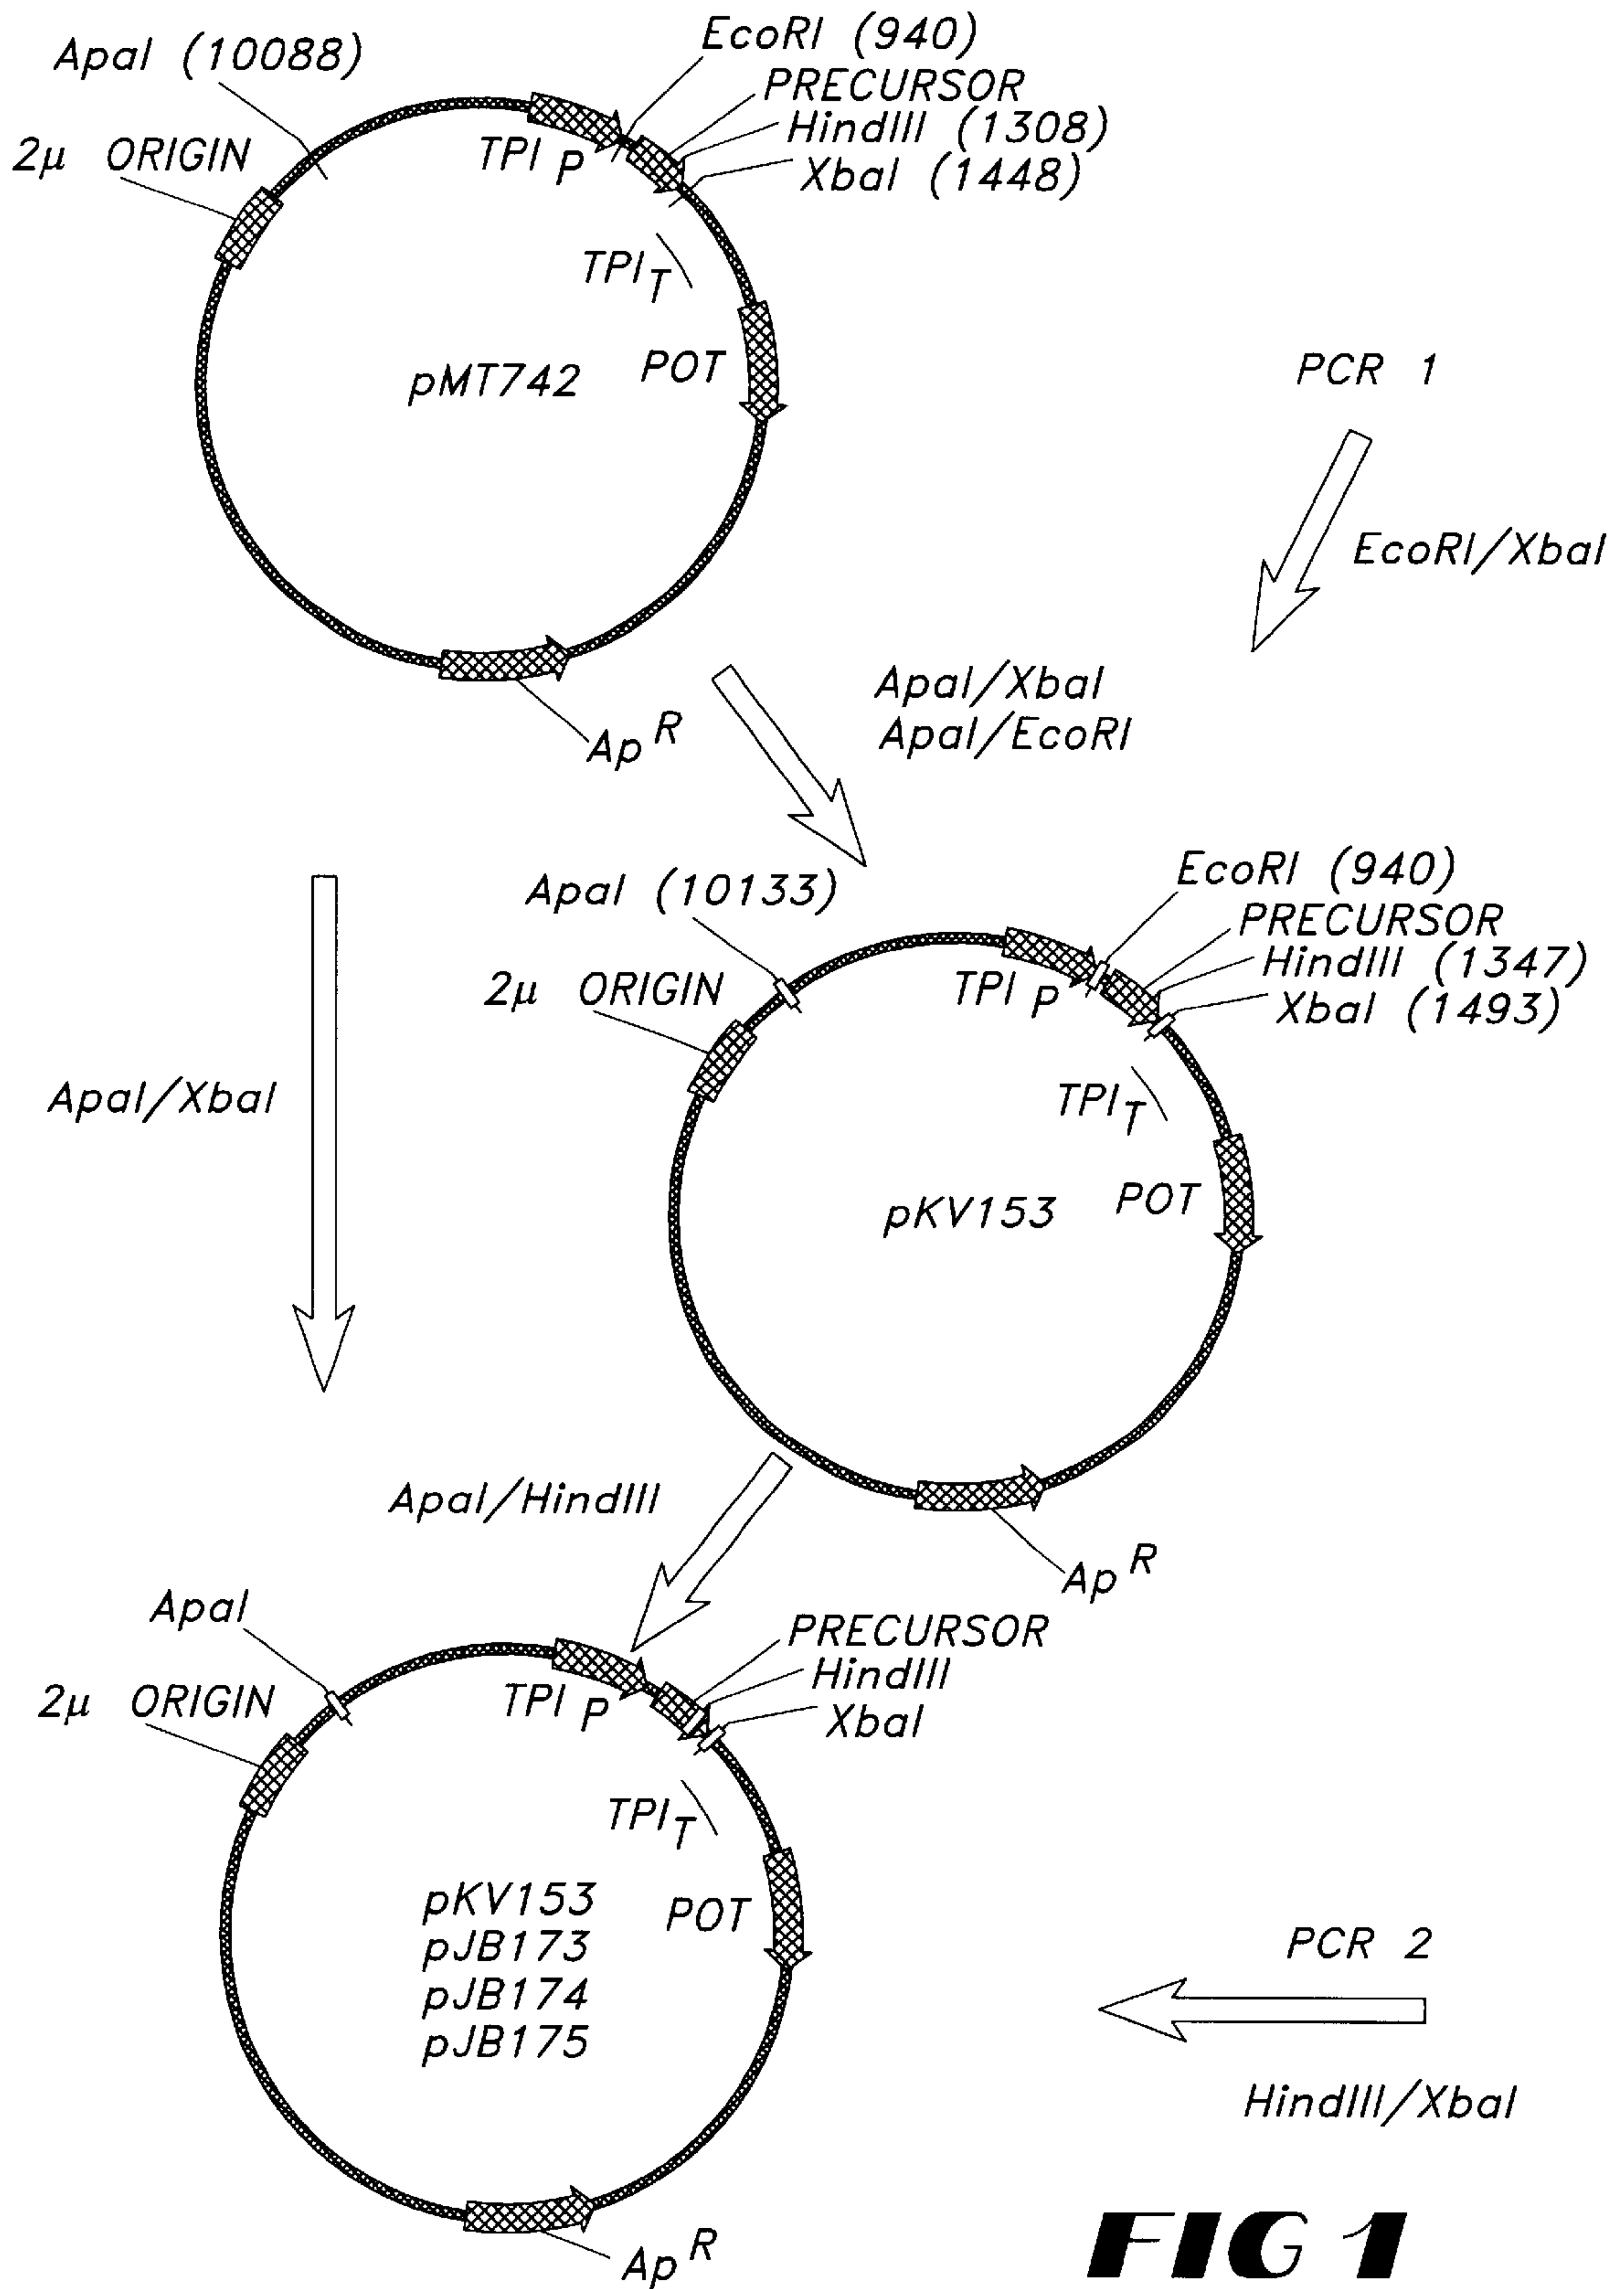 EcoRI (940)
ApaI (10088)
PRECURSOR
HindIII (1308)
2μ ORIGIN
TPI P
XbaI (1448)
TPI T
pMT742
POT
PCR 1
EcoRI/XbaI
ApaI/XbaI
ApaI/EcoRI
Ap R
EcoRI (940)
ApaI (10133)
PRECURSOR
HindIII (1347)
2μ ORIGIN
TPI P
XbaI (1493)
ApaI/XbaI
TPI T
pKV153
POT
ApaI/HindIII
Ap R
ApaI
PRECURSOR
HindIII
2μ ORIGIN
TPI P
XbaI
TPI T
pKV153
pJB173
pJB174
pJB175
POT
PCR 2
HindIII/XbaI
Ap R
FIG 1